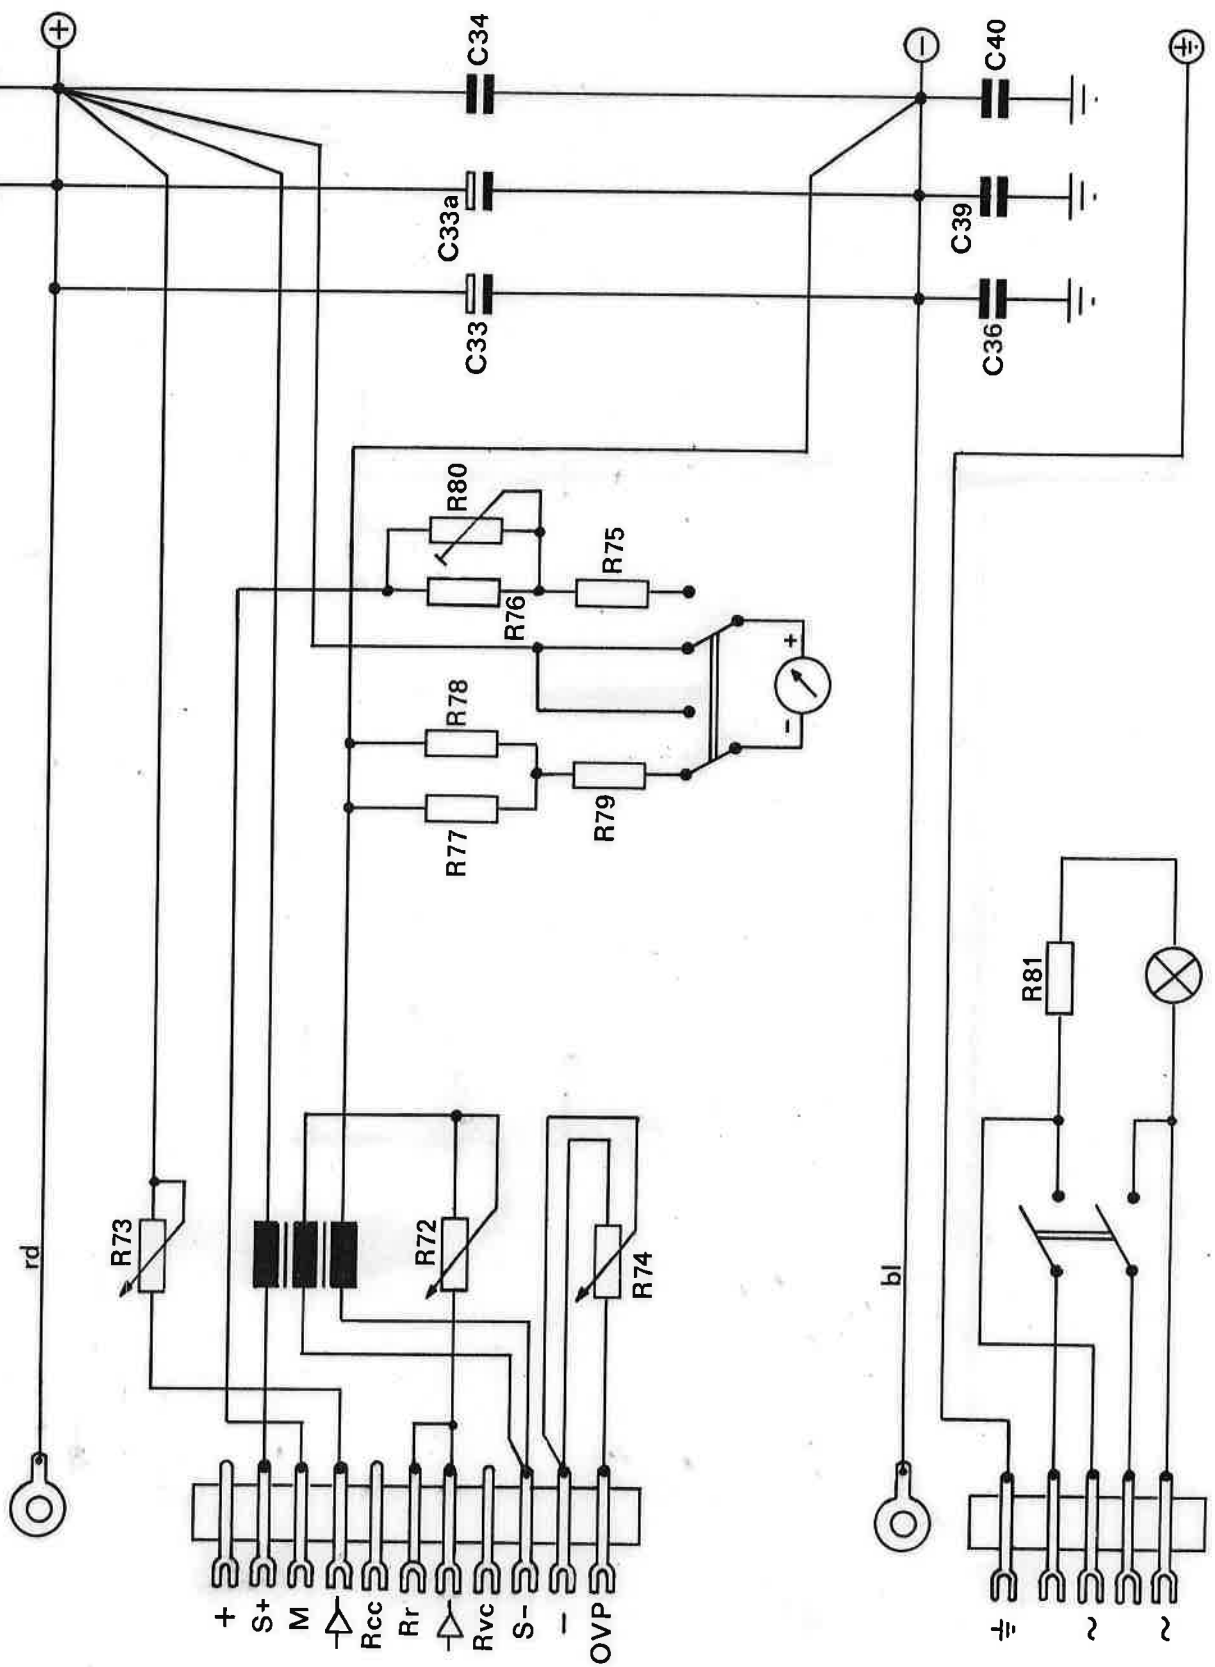 +
C34
-
C40
C33a
C39
C33
C36
R80
R75
R76
+
R78
-
R79
R77
R81
R73
R72
R74
rd
bl
+
S+
M
Rcc
Rr
Rvc
S-
-
OVP
~
~